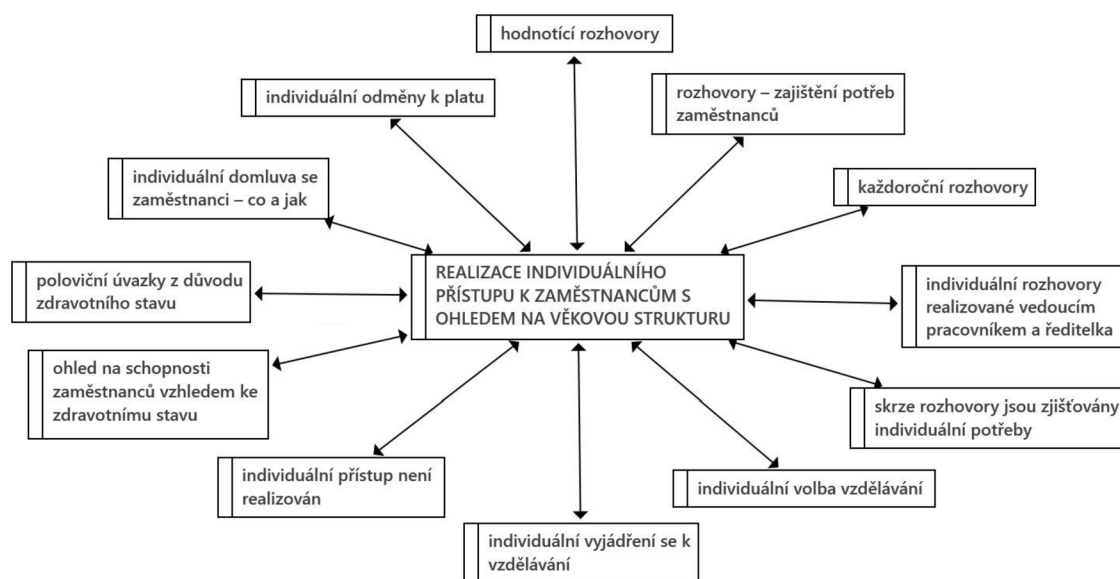 hodnotící rozhovory
individuální odměny k platu
rozhovory – zajištění potřeb
zaměstnanců
individuální domluva se
zaměstnanci – co a jak
každoroční rozhovory
poloviční úvazky z důvodu
zdravotního stavu
REALIZACE INDIVIDUÁLNÍHO
PŘÍSTUPU K ZAMĚSTNANCŮM S
OHLEDEM NA VĚKOVOU STRUKTURU
individuální rozhovory
realizované vedoucím
pracovníkem a ředitelka
ohled na schopnosti
zaměstnanců vzhledem ke
zdravotnímu stavu
skrze rozhovory jsou zjišťovány
individuální potřeby
individuální přístup není
realizován
individuální volba vzdělávání
individuální vyjádření se k
vzdělávání